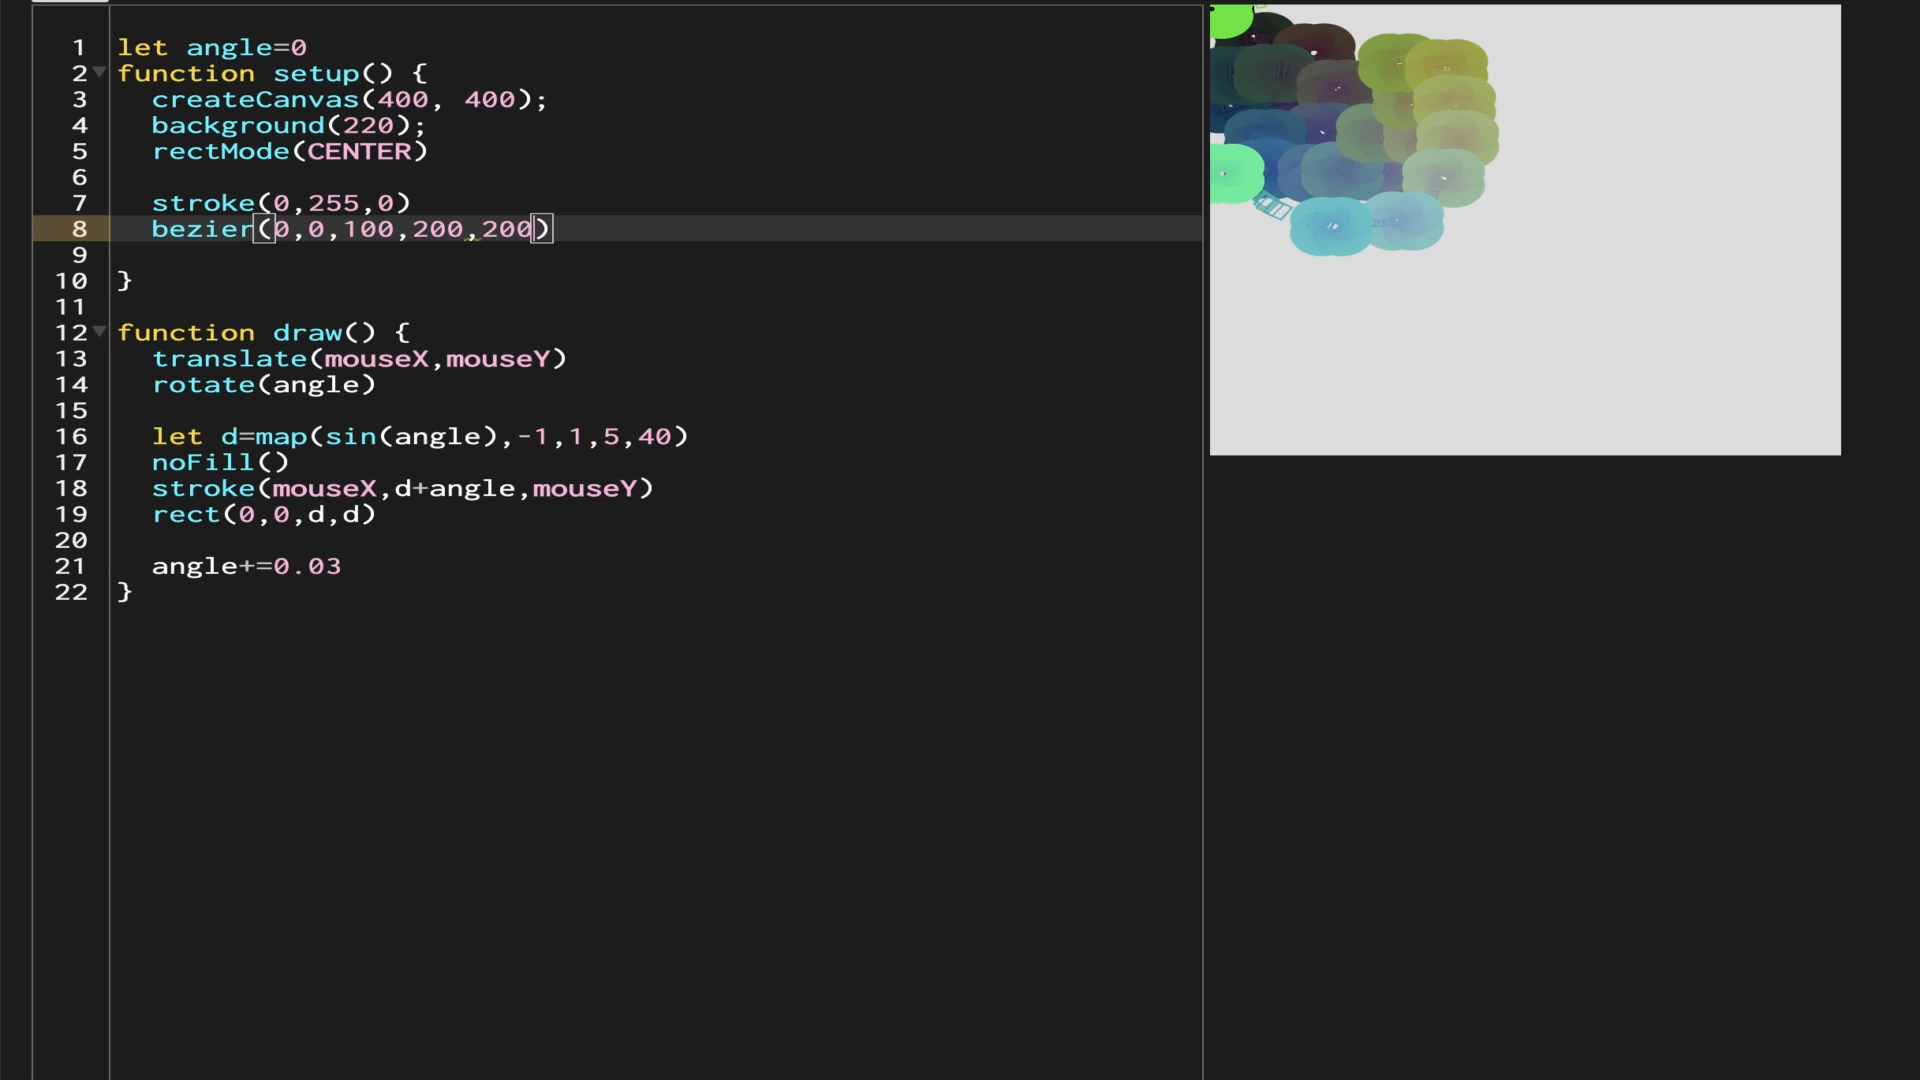 1 let angle=0
2 function setup() {
3 createCanvas(400, 400);
4 background(220);
5 rectMode(CENTER)
6
7 stroke(0,255,0)
8 bezier(0,0,100,200,200)
9
10 }
11
12 function draw() {
13 translate(mouseX,mouseY)
14 rotate(angle)
15
16 let d=map(sin(angle),-1,1,5,40)
17 noFill()
18 stroke(mouseX,d+angle,mouseY)
19 rect(0,0,d,d)
20
21 angle+=0.03
22 }